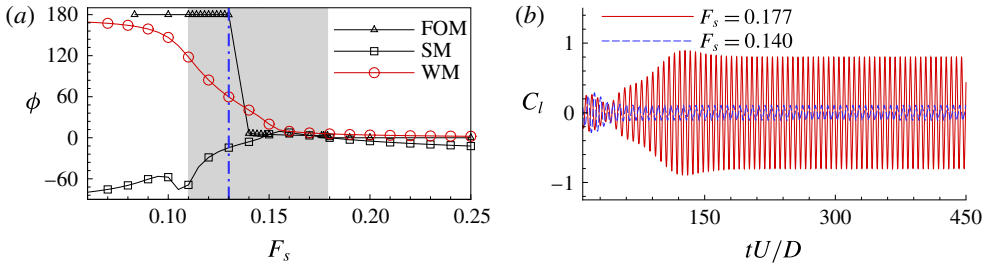 (a)
180
120
60
0
−60
ϕ
FOM
SM
WM
0.10
0.15
0.20
0.25
F_s
(b)
F_s = 0.177
F_s = 0.140
1
0
−1
C_l
150
300
450
tU/D